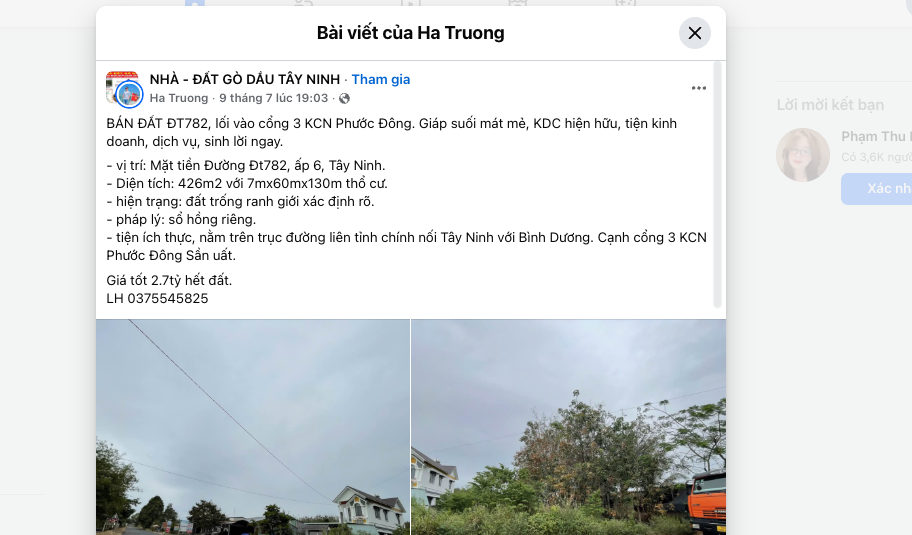 Bài viết của Ha Truong
NHÀ - ĐẤT GÒ DẦU TÂY NINH · Tham gia
Ha Truong · 9 tháng 7 lúc 19:03 ·
BÁN ĐẤT ĐT782, lối vào cổng 3 KCN Phước Đông. Giáp suối mát mẻ, KDC hiện hữu, tiện kinh
doanh, dịch vụ, sinh lời ngay.
- vị trí: Mặt tiền Đường Đt782, ấp 6, Tây Ninh.
- Diện tích: 426m2 với 7mx60mx130m thổ cư.
- hiện trạng: đất trống ranh giới xác định rõ.
- pháp lý: sổ hồng riêng.
- tiện ích thực, nằm trên trục đường liên tỉnh chính nối Tây Ninh với Bình Dương. Cạnh cổng 3 KCN
Phước Đông Sần uất.
Giá tốt 2.7tỷ hết đất.
LH 0375545825
Lời mời kết bạn
Phạm Thu
Có 3,6K người
Xác nh